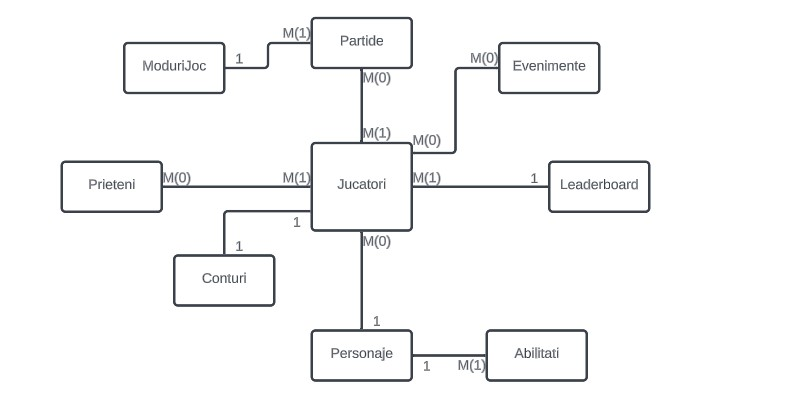 Partide
M(1)
ModuriJoc
1
M(0)
Evenimente
M(0)
M(1)
M(0)
Prieteni
M(0)
M(1)
Jucatori
M(1)
1
Leaderboard
1
1
Conturi
M(0)
1
Personaje
1
M(1)
Abilitati